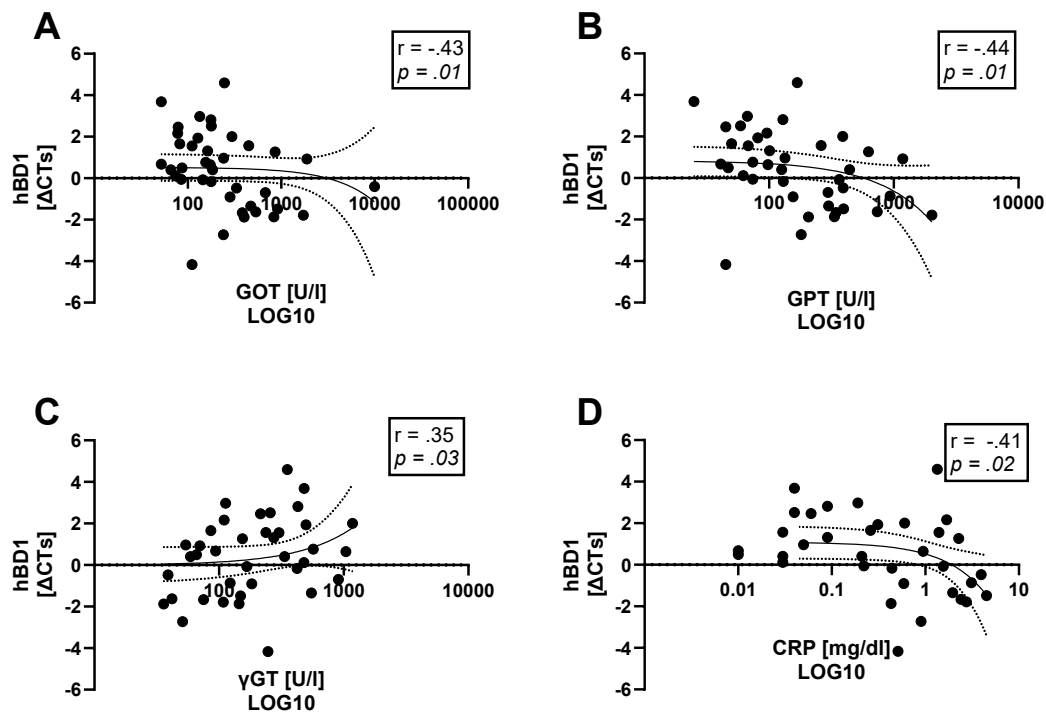 A
r = -.43
p = .01
6
4
2
0
-2
-4
-6
hBD1
[ΔCTs]
100
1000
10000
100000
GOT [U/l]
LOG10
B
r = -.44
p = .01
6
4
2
0
-2
-4
-6
hBD1
[ΔCTs]
100
1000
10000
GPT [U/l]
LOG10
C
r = .35
p = .03
6
4
2
0
-2
-4
-6
hBD1
[ΔCTs]
100
1000
10000
γGT [U/l]
LOG10
D
r = -.41
p = .02
6
4
2
0
-2
-4
-6
hBD1
[ΔCTs]
0.01
0.1
1
10
CRP [mg/dl]
LOG10